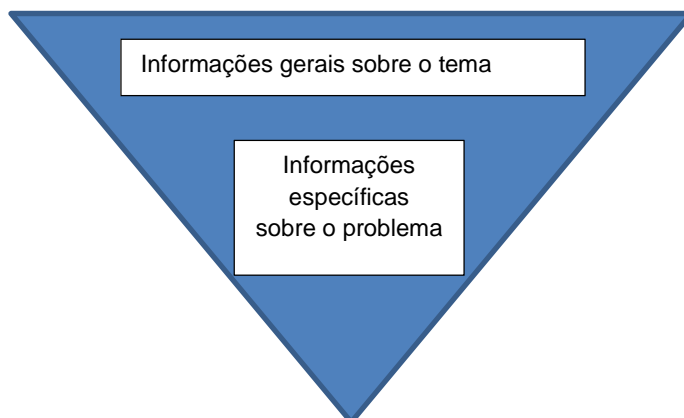 Informações gerais sobre o tema
Informações
específicas
sobre o problema